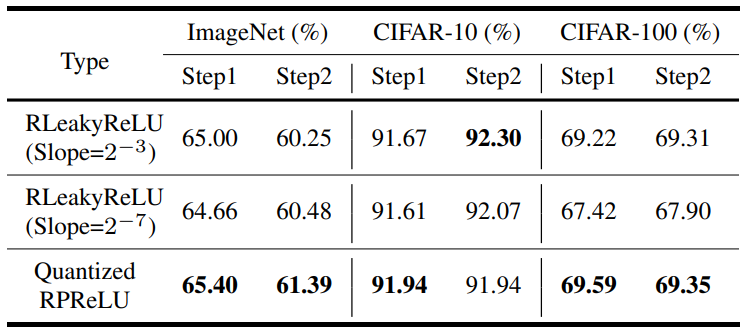 Type ImageNet (%) CIFAR-10 (%) CIFAR-100 (%)
Step1 Step2 Step1 Step2 Step1 Step2
RLeakyReLU (Slope=2⁻³) 65.00 60.25 91.67 92.30 69.22 69.31
RLeakyReLU (Slope=2⁻⁷) 64.66 60.48 91.61 92.07 67.42 67.90
Quantized RPReLU 65.40 61.39 91.94 91.94 69.59 69.35